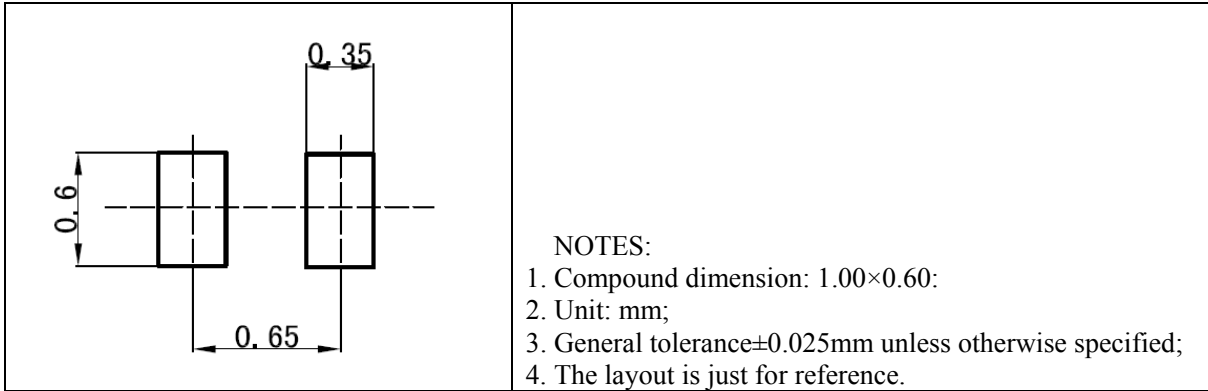 0.35
0.6
0.65
NOTES:
1. Compound dimension: 1.00×0.60:
2. Unit: mm;
3. General tolerance±0.025mm unless otherwise specified;
4. The layout is just for reference.